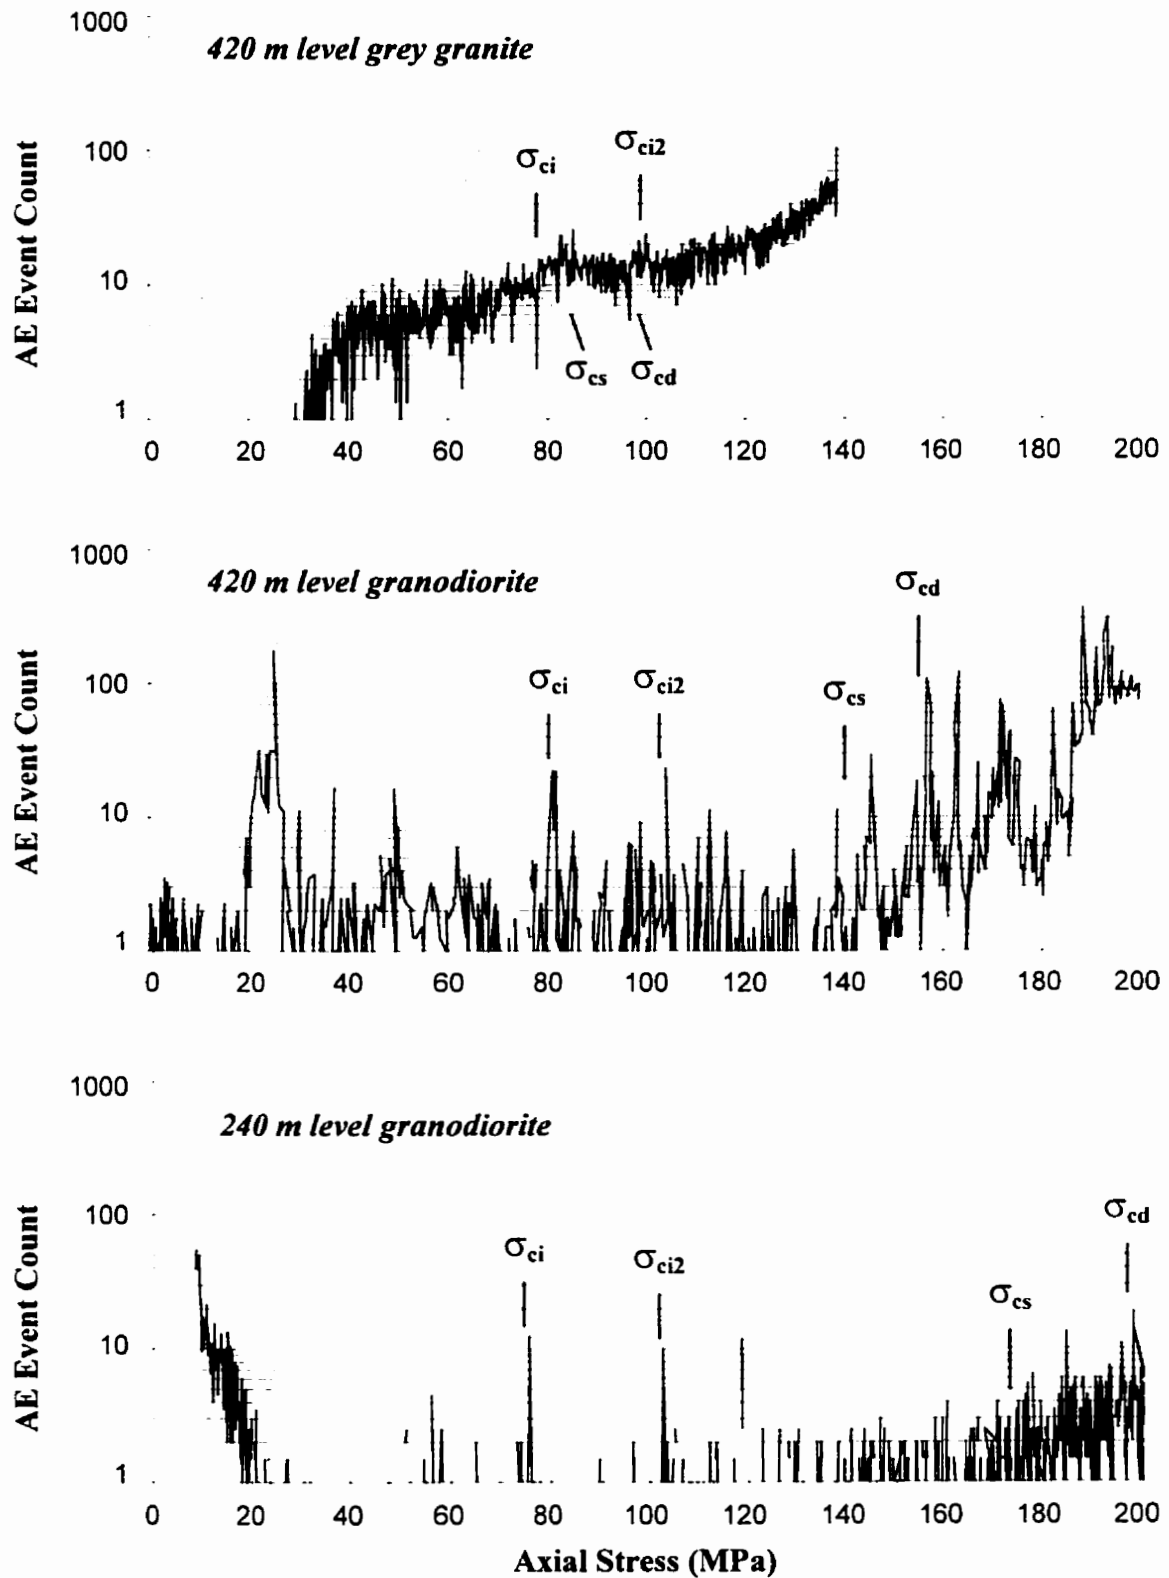 1000
420 m level grey granite
AE Event Count
100
σci
σci2
10
σcs
σcd
1
0 20 40 60 80 100 120 140 160 180 200
1000
420 m level granodiorite
σcd
AE Event Count
100
σci
σci2
σcs
10
1
0 20 40 60 80 100 120 140 160 180 200
1000
240 m level granodiorite
AE Event Count
100
σcd
σci
σci2
σcs
10
1
0 20 40 60 80 100 120 140 160 180 200
Axial Stress (MPa)